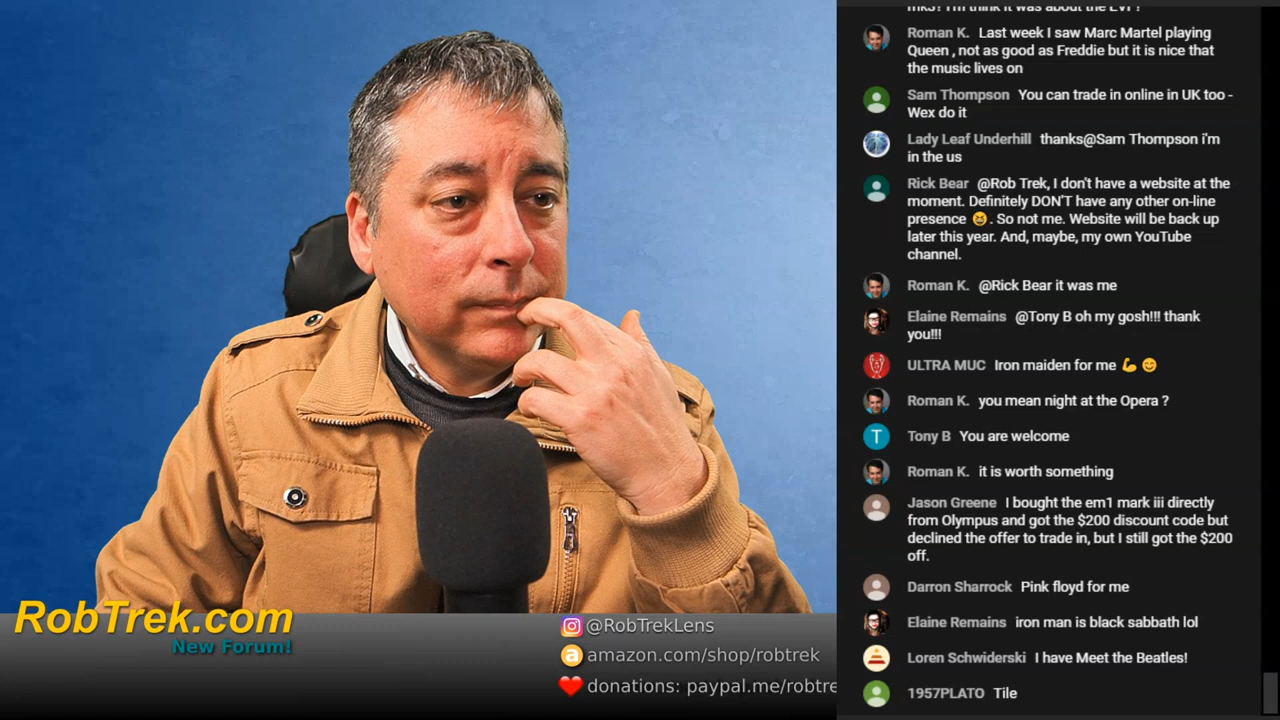 RobTrek.com
New Forum!
@RobTrekLens
amazon.com/shop/robtrek
donations: paypal.me/robtre
Roman K. Last week I saw Marc Martel playing
Queen , not as good as Freddie but it is nice that
the music lives on
Sam Thompson You can trade in online in UK too -
Wex do it
Lady Leaf Underhill thanks@Sam Thompson i'm
in the us
Rick Bear @Rob Trek, I don't have a website at the
moment. Definitely DON'T have any other on-line
presence 😆. So not me. Website will be back up
later this year. And, maybe, my own YouTube
channel.
Roman K. @Rick Bear it was me
Elaine Remains @Tony B oh my gosh!!! thank
you!!!
ULTRA MUC Iron maiden for me 💪 😊
Roman K. you mean night at the Opera ?
T
Tony B You are welcome
Roman K. it is worth something
Jason Greene I bought the em1 mark iii directly
from Olympus and got the $200 discount code but
declined the offer to trade in, but I still got the $200
off.
Darron Sharrock Pink floyd for me
Elaine Remains iron man is black sabbath lol
Loren Schwiderski I have Meet the Beatles!
1957PLATO Tile